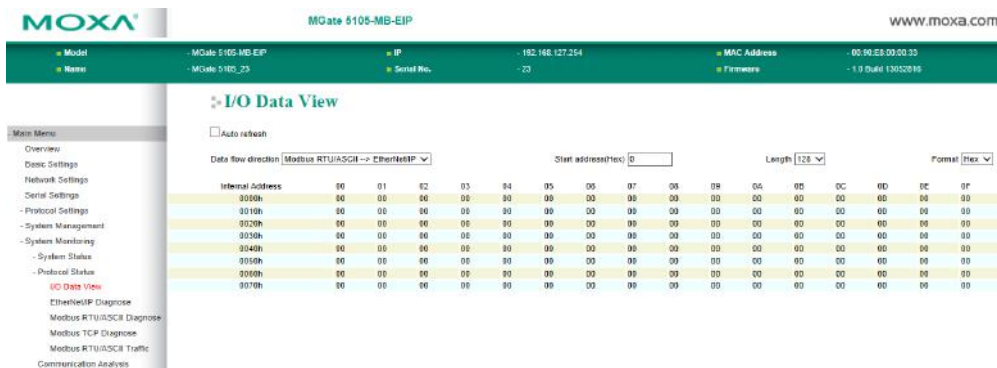 MOXA
MGate 5105-MB-EIP
www.moxa.com
Model - MGate 5105-MB-EIP IP - 192.168.127.254 MAC Address - 00:90:E8:00:00:33
Name - MGate 5105_23 Serial No. - 23 Firmware - 1.0 Build 13052816
I/O Data View
Auto refresh
Data flow direction Modbus RTU/ASCII --> EtherNet/IP Start address(Hex) 0 Length 128 Format Hex
Internal Address 00 01 02 03 04 05 06 07 08 09 0A 0B 0C 0D 0E 0F
0000h 00 00 00 00 00 00 00 00 00 00 00 00 00 00 00 00
0010h 00 00 00 00 00 00 00 00 00 00 00 00 00 00 00 00
0020h 00 00 00 00 00 00 00 00 00 00 00 00 00 00 00 00
0030h 00 00 00 00 00 00 00 00 00 00 00 00 00 00 00 00
0040h 00 00 00 00 00 00 00 00 00 00 00 00 00 00 00 00
0050h 00 00 00 00 00 00 00 00 00 00 00 00 00 00 00 00
0060h 00 00 00 00 00 00 00 00 00 00 00 00 00 00 00 00
0070h 00 00 00 00 00 00 00 00 00 00 00 00 00 00 00 00
- Main Menu
Overview
Basic Settings
Network Settings
Serial Settings
- Protocol Settings
- System Management
- System Monitoring
- System Status
- Protocol Status
I/O Data View
EtherNet/IP Diagnose
Modbus RTU/ASCII Diagnose
Modbus TCP Diagnose
Modbus RTU/ASCII Traffic
Communication Analysis